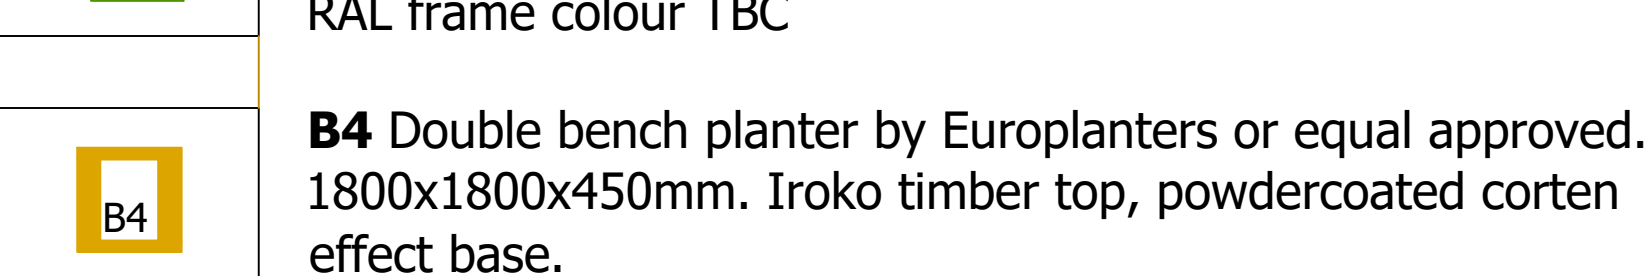 RAL frame colour TBC
B4 Double bench planter by Europlanters or equal approved.
1800x1800x450mm. Iroko timber top, powdercoated corten
effect base.
B4